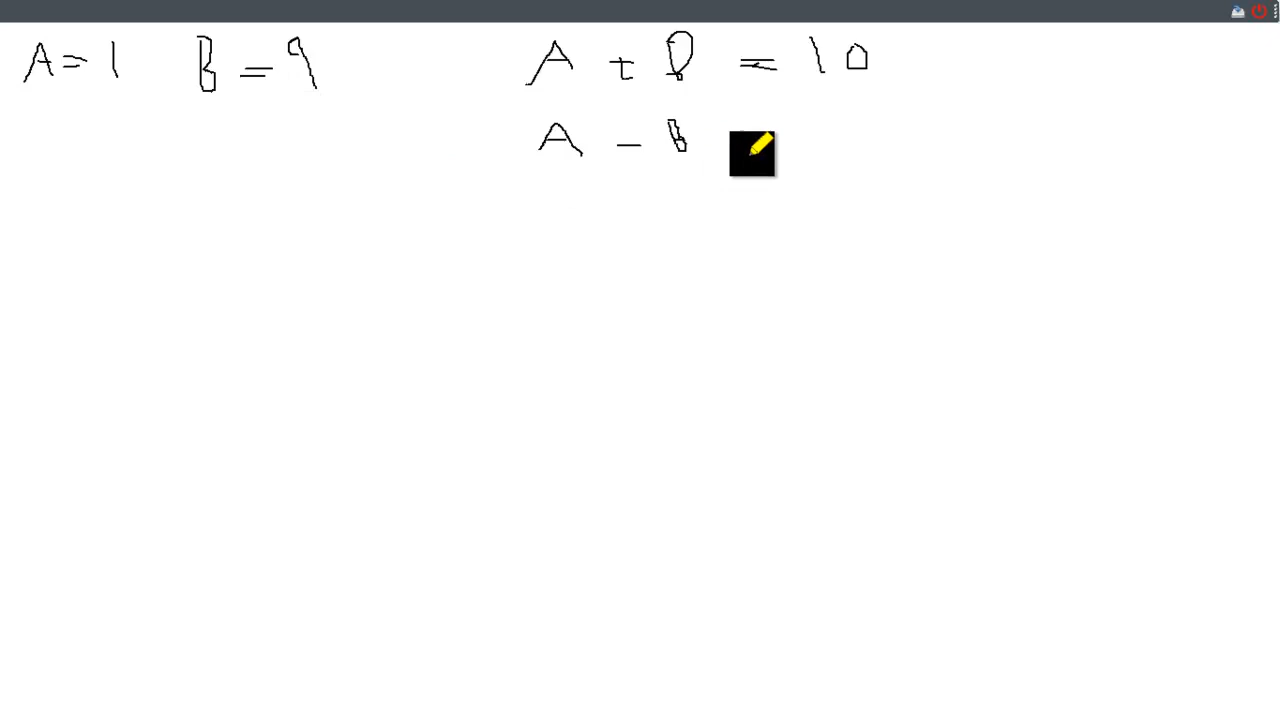 A = 1 B = 9 A + B = 10
A - B